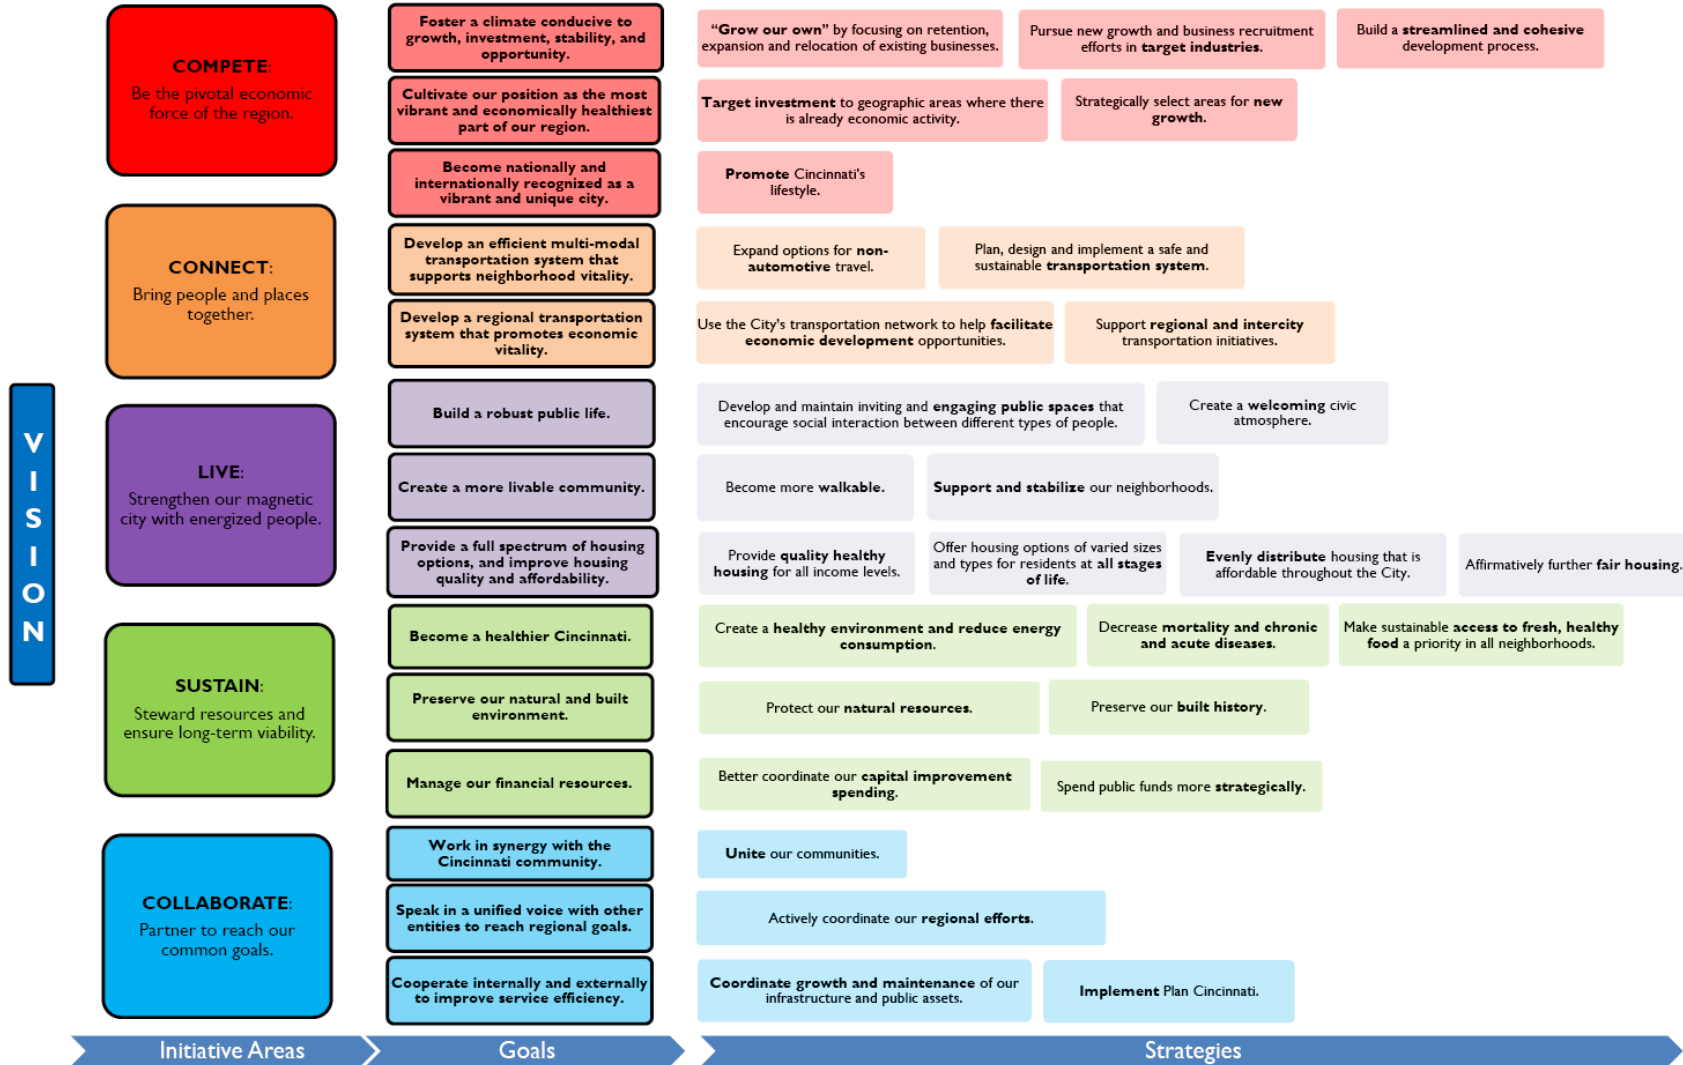 VISION
COMPETE:
Be the pivotal economic
force of the region.
Foster a climate conducive to
growth, investment, stability, and
opportunity.
“Grow our own” by focusing on retention,
expansion and relocation of existing businesses.
Pursue new growth and business recruitment
efforts in target industries.
Build a streamlined and cohesive
development process.
Cultivate our position as the most
vibrant and economically healthiest
part of our region.
Target investment to geographic areas where there
is already economic activity.
Strategically select areas for new
growth.
Become nationally and
internationally recognized as a
vibrant and unique city.
Promote Cincinnati's
lifestyle.
CONNECT:
Bring people and places
together.
Develop an efficient multi-modal
transportation system that
supports neighborhood vitality.
Expand options for non-
automotive travel.
Plan, design and implement a safe and
sustainable transportation system.
Develop a regional transportation
system that promotes economic
vitality.
Use the City’s transportation network to help facilitate
economic development opportunities.
Support regional and intercity
transportation initiatives.
LIVE:
Strengthen our magnetic
city with energized people.
Build a robust public life.
Develop and maintain inviting and engaging public spaces that
encourage social interaction between different types of people.
Create a welcoming civic
atmosphere.
Create a more livable community.
Become more walkable.
Support and stabilize our neighborhoods.
Provide a full spectrum of housing
options, and improve housing
quality and affordability.
Provide quality healthy
housing for all income levels.
Offer housing options of varied sizes
and types for residents at all stages
of life.
Evenly distribute housing that is
affordable throughout the City.
Affirmatively further fair housing.
SUSTAIN:
Steward resources and
ensure long-term viability.
Become a healthier Cincinnati.
Create a healthy environment and reduce energy
consumption.
Decrease mortality and chronic
and acute diseases.
Make sustainable access to fresh, healthy
food a priority in all neighborhoods.
Preserve our natural and built
environment.
Protect our natural resources.
Preserve our built history.
Manage our financial resources.
Better coordinate our capital improvement
spending.
Spend public funds more strategically.
COLLABORATE:
Partner to reach our
common goals.
Work in synergy with the
Cincinnati community.
Unite our communities.
Speak in a unified voice with other
entities to reach regional goals.
Actively coordinate our regional efforts.
Cooperate internally and externally
to improve service efficiency.
Coordinate growth and maintenance of our
infrastructure and public assets.
Implement Plan Cincinnati.
Initiative Areas
Goals
Strategies